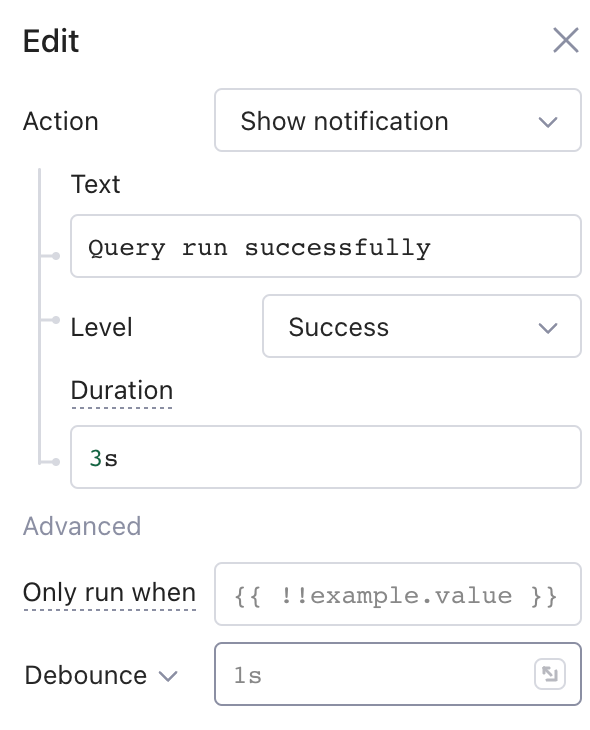 Edit
Action
Show notification
Text
Query run successfully
Level
Success
Duration
3s
Advanced
Only run when
{{ !!example.value }}
Debounce
1s